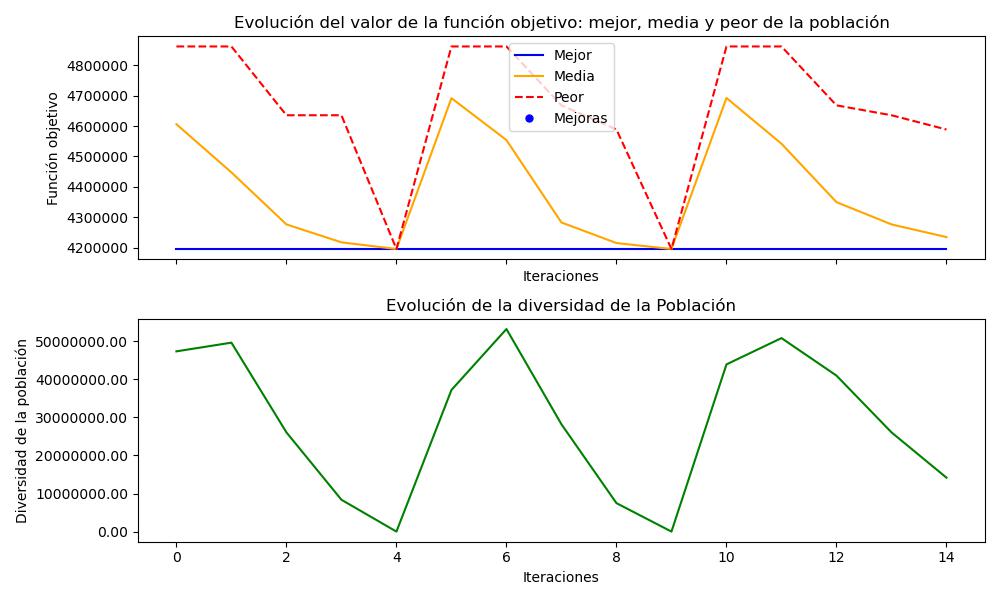 Evolución del valor de la función objetivo: mejor, media y peor de la población
Función objetivo
4800000
4700000
4600000
4500000
4400000
4300000
4200000
Mejor
Media
Peor
Mejoras
Iteraciones
Evolución de la diversidad de la Población
Diversidad de la población
50000000.00
40000000.00
30000000.00
20000000.00
10000000.00
0.00
0 2 4 6 8 10 12 14
Iteraciones